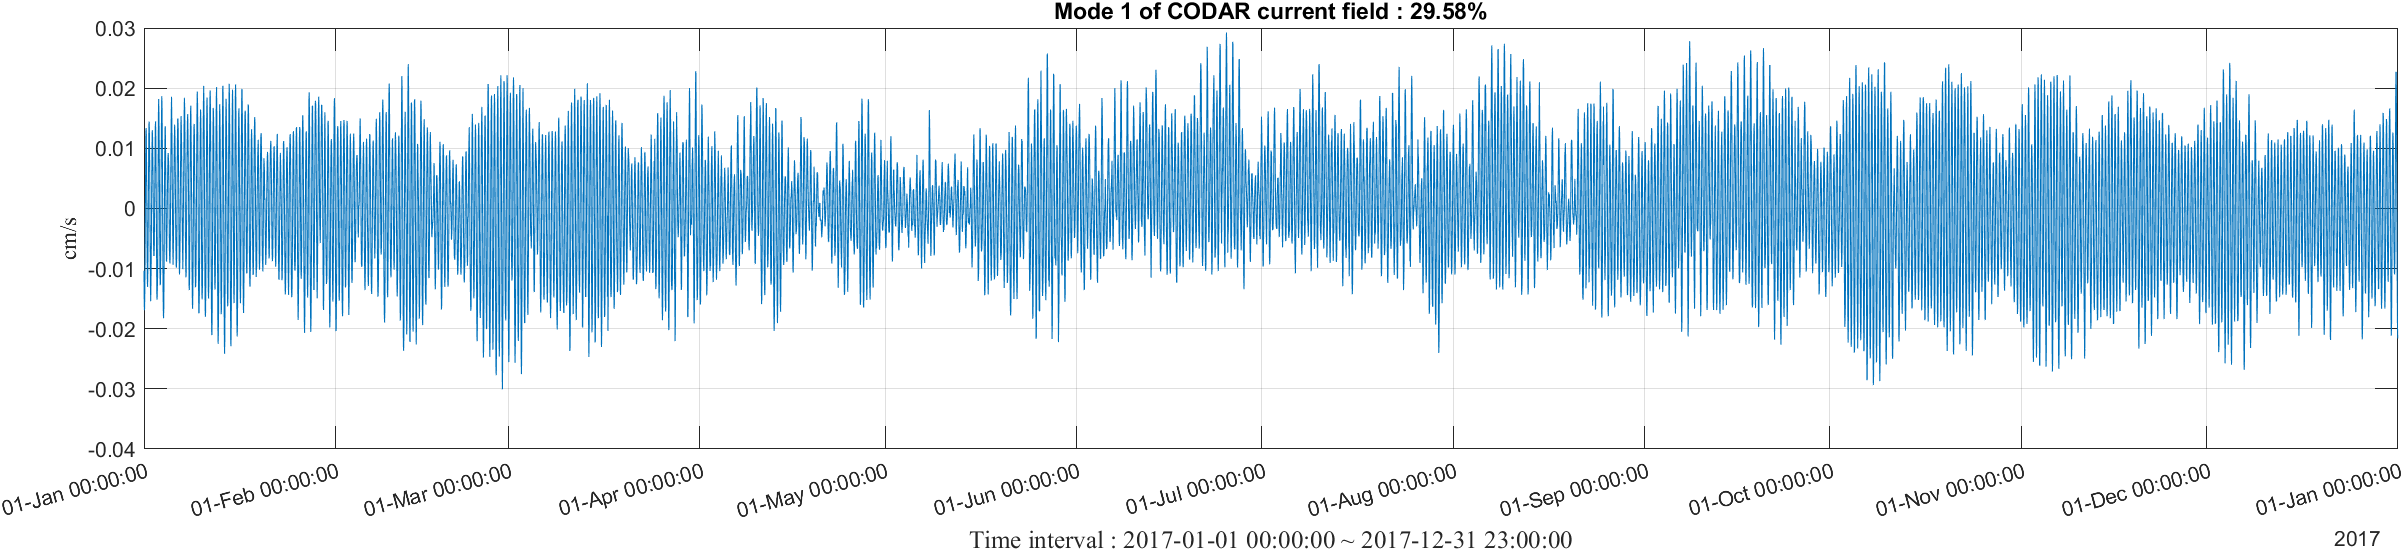 Mode 1 of CODAR current field : 29.58%
0.03
0.02
0.01
0
-0.01
-0.02
-0.03
-0.04
cm/s
01-Jan 00:00:00
01-Feb 00:00:00
01-Mar 00:00:00
01-Apr 00:00:00
01-May 00:00:00
01-Jun 00:00:00
01-Jul 00:00:00
01-Aug 00:00:00
01-Sep 00:00:00
01-Oct 00:00:00
01-Nov 00:00:00
01-Dec 00:00:00
01-Jan 00:00:00
Time interval : 2017-01-01 00:00:00 ~ 2017-12-31 23:00:00
2017